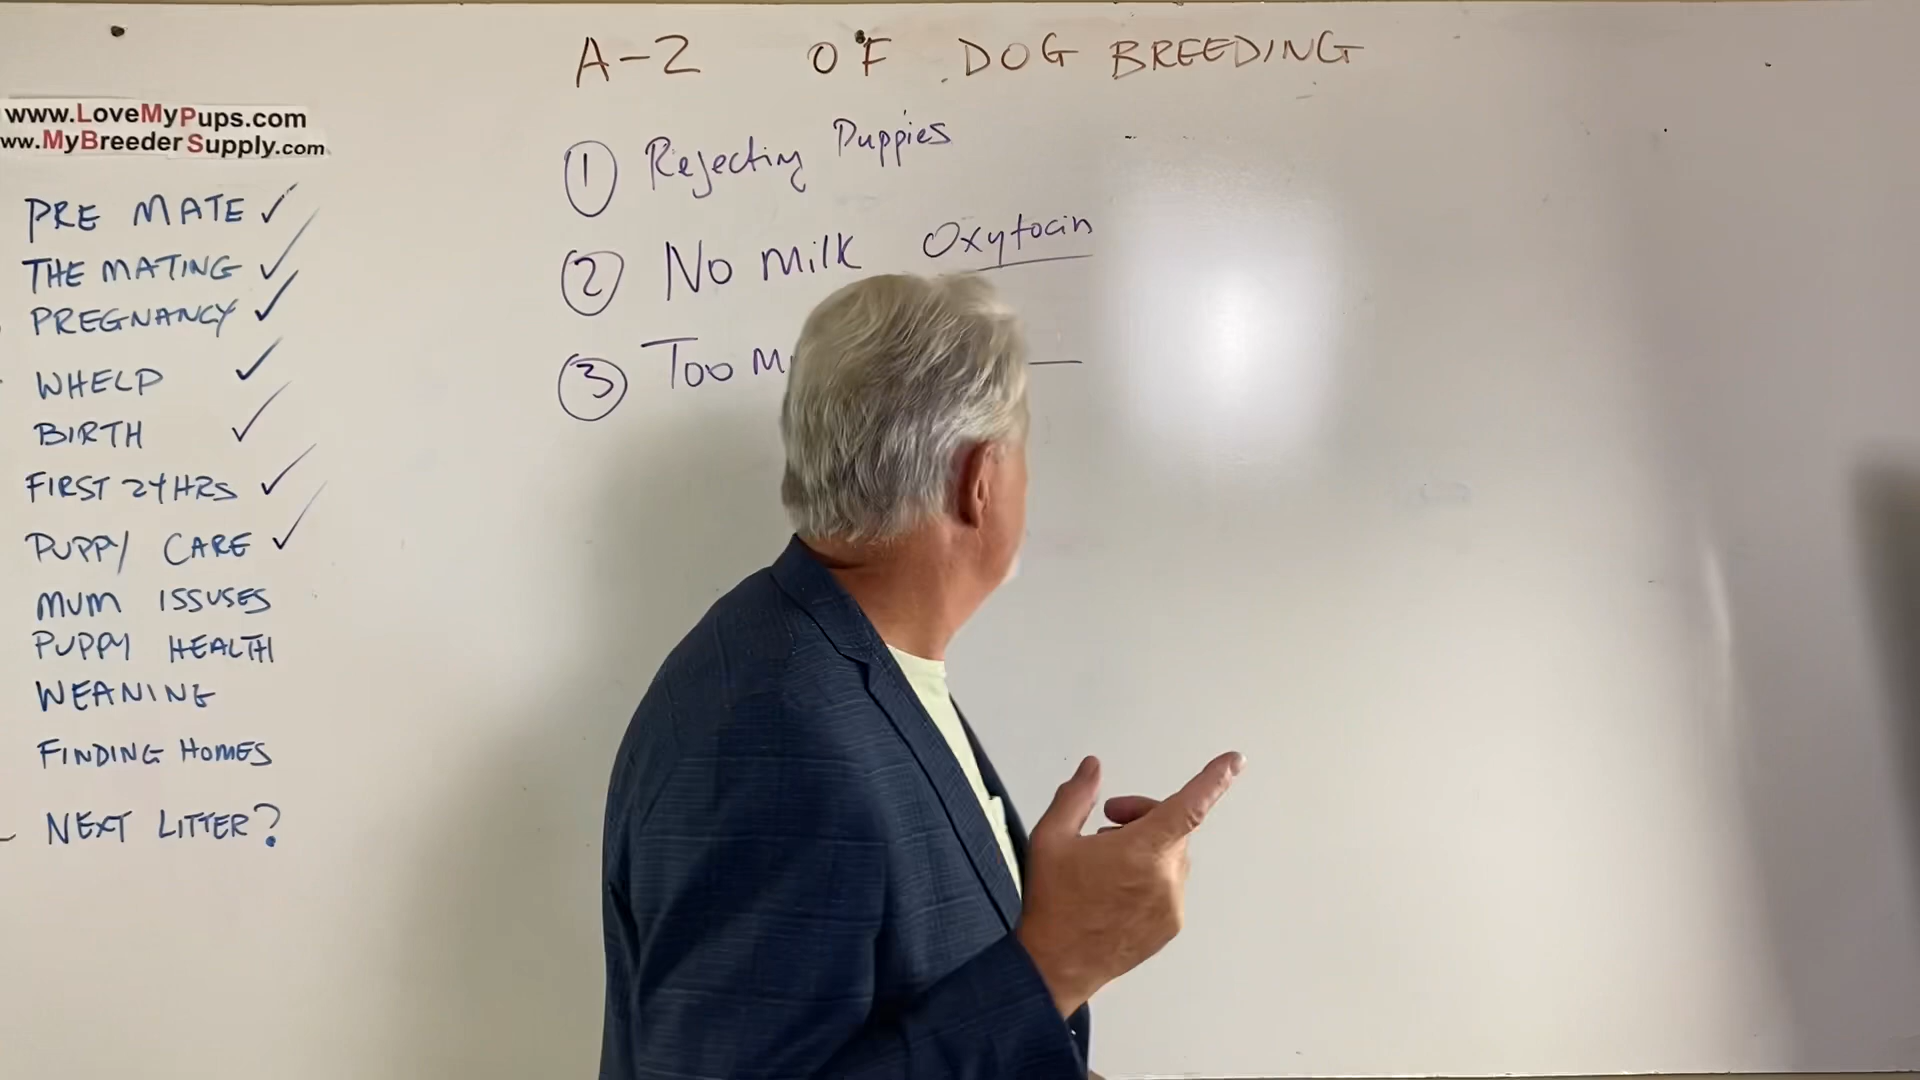 A-Z OF DOG BREEDING
www.LoveMyPups.com
ww.MyBreederSupply.com
PRE MATE ✓
THE MATING ✓
PREGNANCY ✓
WHELP ✓
BIRTH ✓
FIRST 24HRS ✓
PUPPY CARE ✓
MUM ISSUSES
PUPPY HEALTH
WEANING
FINDING HOMES
NEXT LITTER?
① Rejecting Puppies
② No Milk Oxytocin
③ Too